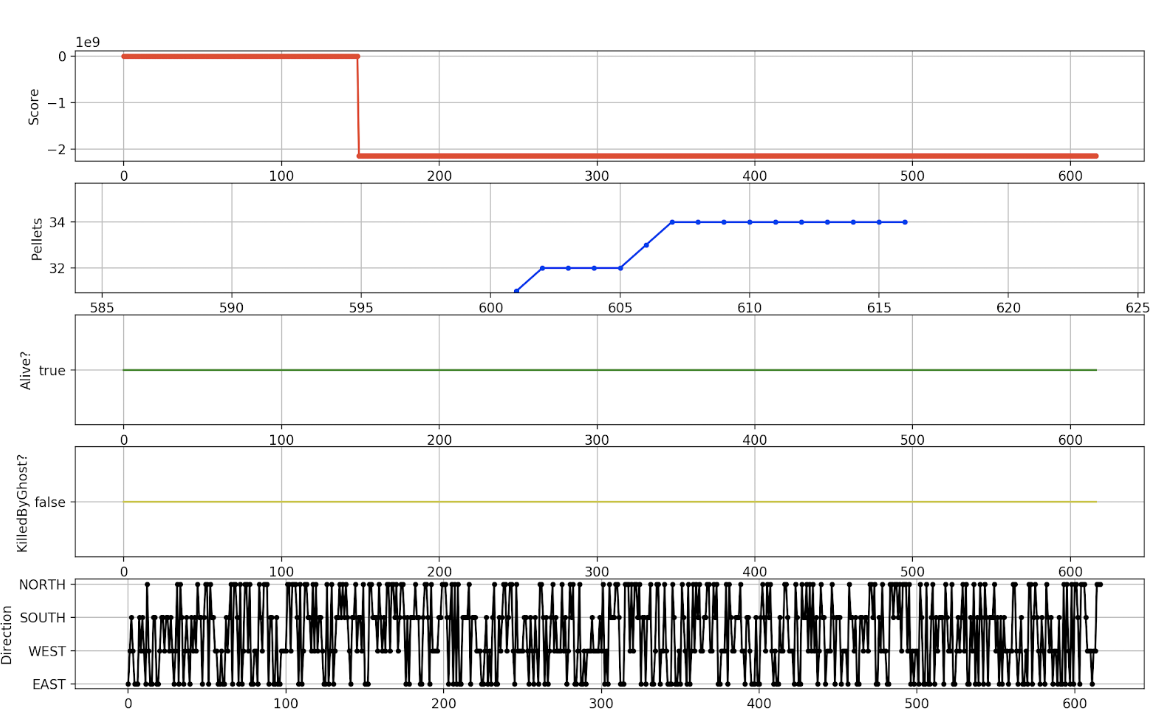 1e9
0
−1
−2
Score
0 100 200 300 400 500 600
34
32
Pellets
585 590 595 600 605 610 615 620 625
Alive?
true
0 100 200 300 400 500 600
KilledByGhost?
false
0 100 200 300 400 500 600
NORTH
SOUTH
WEST
EAST
Direction
0 100 200 300 400 500 600